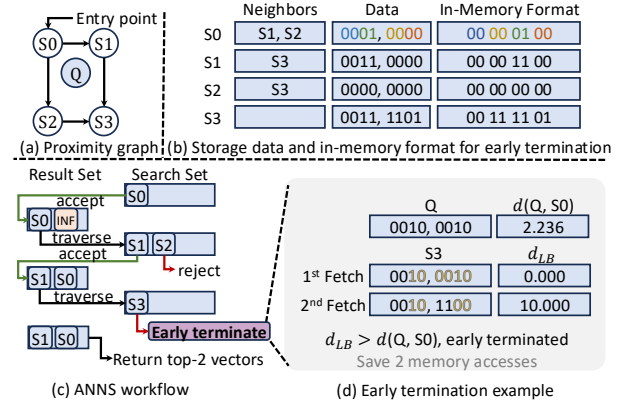 Entry point
S0 S1
Q
S2 S3
(a) Proximity graph
Neighbors Data In-Memory Format
S0 S1, S2 0001, 0000 00 00 01 00
S1 S3 0011, 0000 00 00 11 00
S2 S3 0000, 0000 00 00 00 00
S3 0011, 1101 00 11 11 01
(b) Storage data and in-memory format for early termination
Result Set Search Set
accept S0
S0 INF
traverse S1 S2
accept reject
S1 S0
traverse S3
Early terminate
S1 S0
Return top-2 vectors
(c) ANNS workflow
Q d(Q, S0)
0010, 0010 2.236
S3 dLB
1st Fetch 0010, 0010 0.000
2nd Fetch 0010, 1100 10.000
dLB > d(Q, S0), early terminated
Save 2 memory accesses
(d) Early termination example